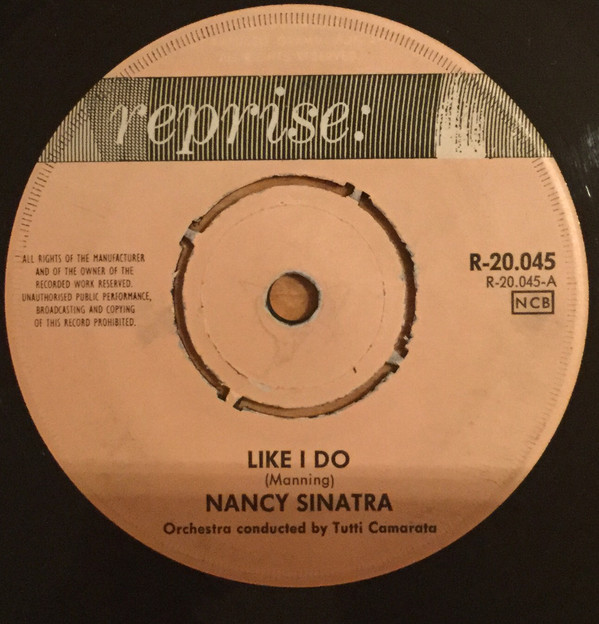 reprise:
ALL RIGHTS OF THE MANUFACTURER
AND OF THE OWNER OF THE
RECORDED WORK RESERVED.
UNAUTHORISED PUBLIC PERFORMANCE,
BROADCASTING AND COPYING
OF THIS RECORD PROHIBITED.
R-20.045
R-20.045-A
NCB
LIKE I DO
(Manning)
NANCY SINATRA
Orchestra conducted by Tutti Camarata